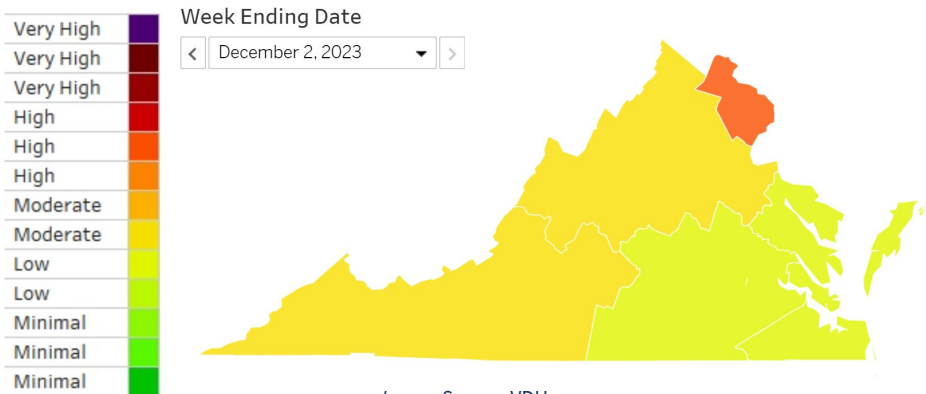 Very High
Very High
Very High
High
High
High
Moderate
Moderate
Low
Low
Minimal
Minimal
Minimal
Week Ending Date
December 2, 2023